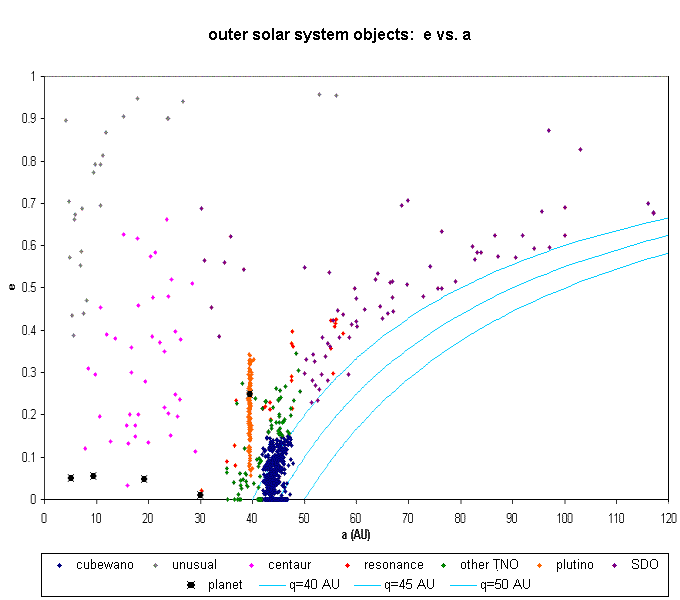 outer solar system objects: e vs. a
1
0.9
0.8
0.7
0.6
0.5
0.4
0.3
0.2
0.1
0
e
0 10 20 30 40 50 60 70 80 90 100 110 120
a (AU)
cubewano unusual centaur resonance other TNO plutino SDO
planet q=40 AU q=45 AU q=50 AU